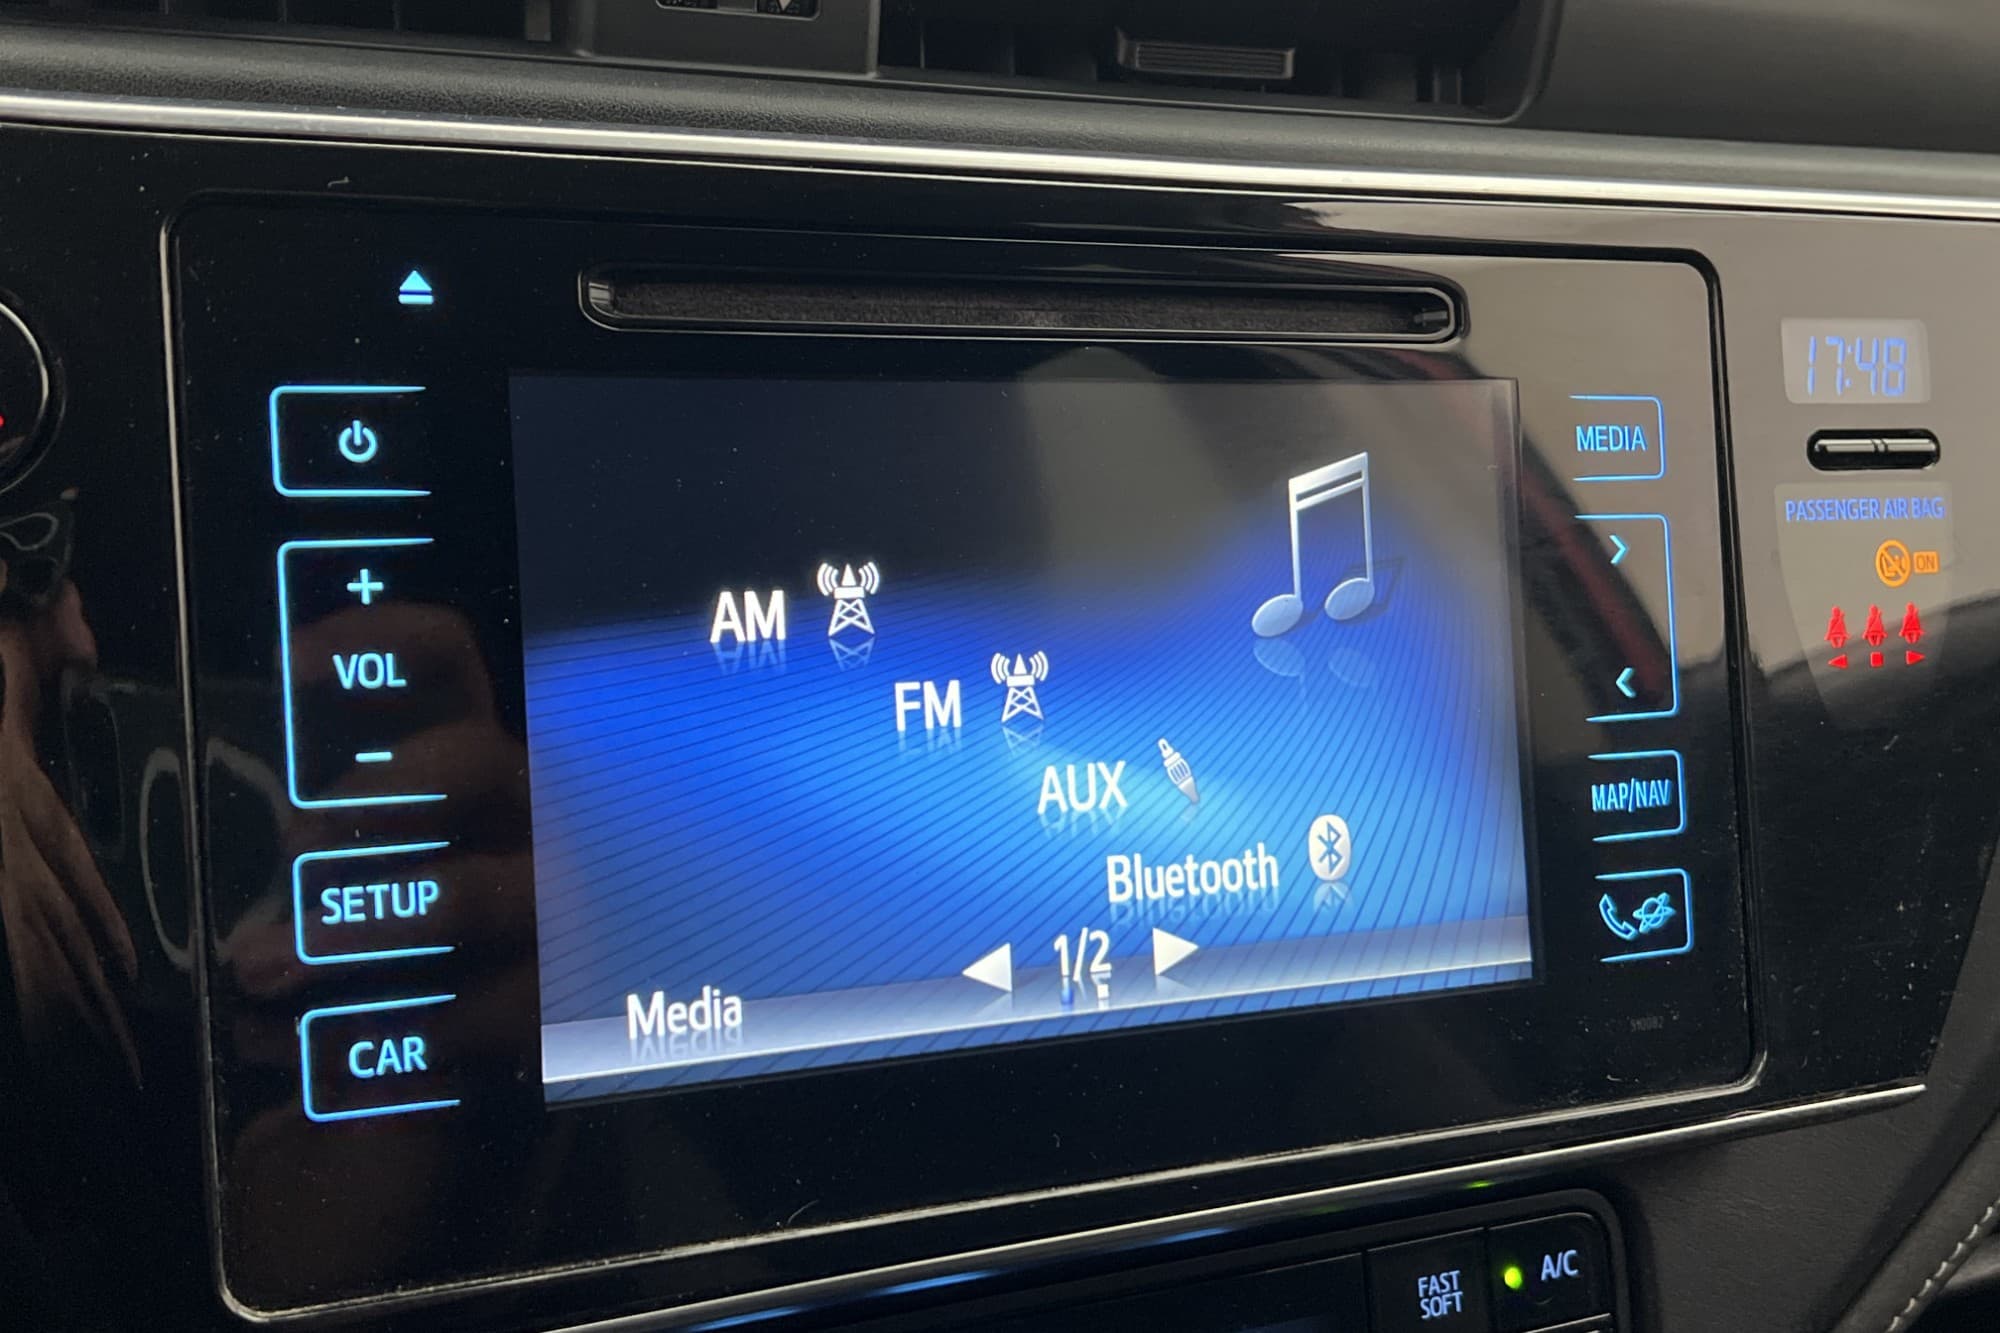 17:48
MEDIA
PASSENGER AIR BAG
ON
AM
FM
VOL
AUX
MAP/NAV
Bluetooth
SETUP
1/2
Media
CAR
910082
A/C
FAST
SOFT